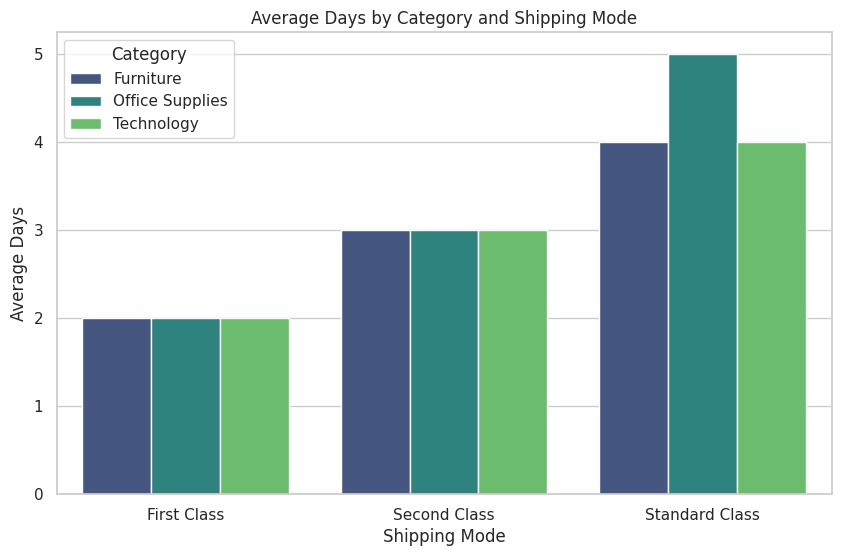 Average Days by Category and Shipping Mode
Category
Furniture
Office Supplies
Technology
Average Days
5
4
3
2
1
0
First Class
Second Class
Standard Class
Shipping Mode